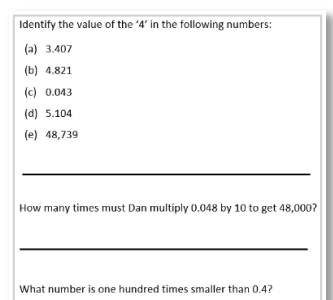 Identify the value of the ‘4’ in the following numbers:
(a) 3.407
(b) 4.821
(c) 0.043
(d) 5.104
(e) 48,739
How many times must Dan multiply 0.048 by 10 to get 48,000?
What number is one hundred times smaller than 0.4?